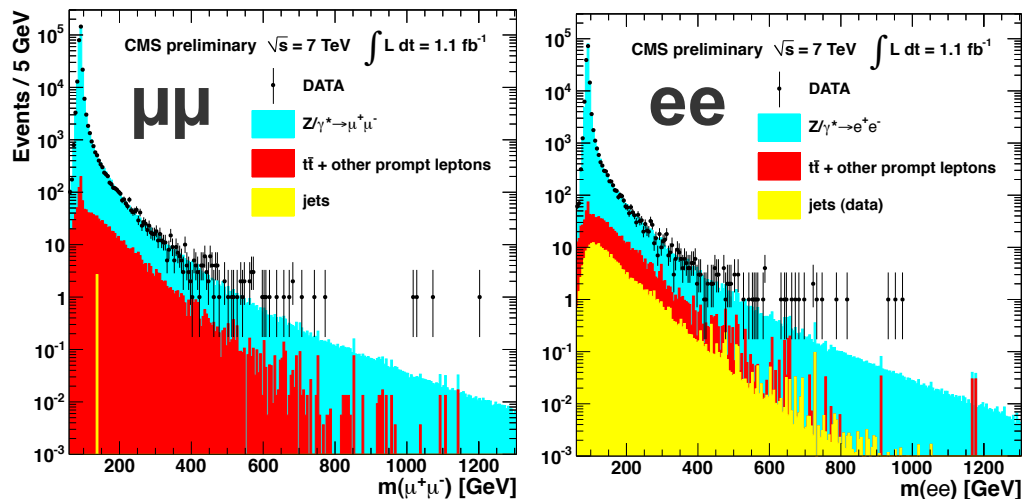 CMS preliminary √s = 7 TeV ∫ L dt = 1.1 fb⁻¹
μμ
DATA
Z/γ*→μ⁺μ⁻
tt̄ + other prompt leptons
jets
Events / 5 GeV
10⁵
10⁴
10³
10²
10
1
10⁻¹
10⁻²
10⁻³
200 400 600 800 1000 1200
m(μ⁺μ⁻) [GeV]
CMS preliminary √s = 7 TeV ∫ L dt = 1.1 fb⁻¹
ee
DATA
Z/γ*→e⁺e⁻
tt̄ + other prompt leptons
jets (data)
10⁵
10⁴
10³
10²
10
1
10⁻¹
10⁻²
10⁻³
200 400 600 800 1000 1200
m(ee) [GeV]